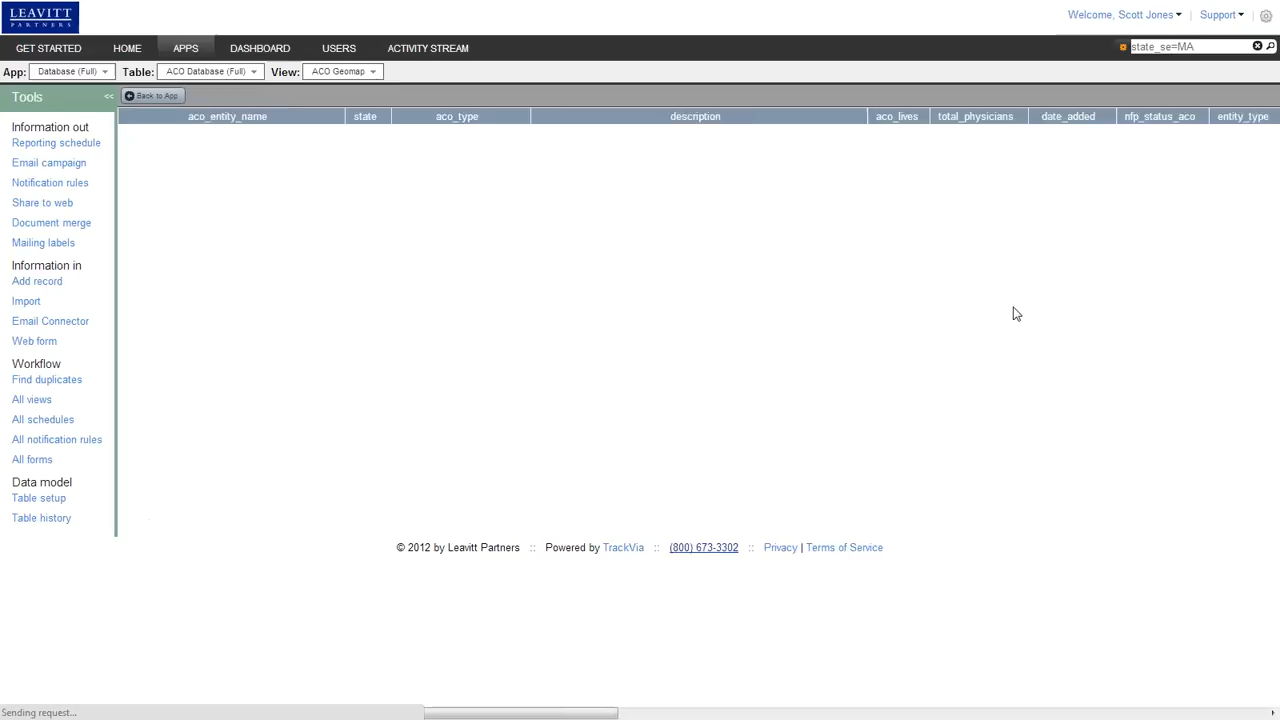 LEAVITT
PARTNERS
Welcome, Scott Jones
Support
GET STARTED
HOME
APPS
DASHBOARD
USERS
ACTIVITY STREAM
state_se=MA
App:
Database (Full)
Table:
ACO Database (Full)
View:
ACO Geomap
Tools
<<
Back to App
aco_entity_name
state
aco_type
description
aco_lives
total_physicians
date_added
nfp_status_aco
entity_type
Information out
Reporting schedule
Email campaign
Notification rules
Share to web
Document merge
Mailing labels
Information in
Add record
Import
Email Connector
Web form
Workflow
Find duplicates
All views
All schedules
All notification rules
All forms
Data model
Table setup
Table history
© 2012 by Leavitt Partners :: Powered by TrackVia :: (800) 673-3302 :: Privacy | Terms of Service
Sending request...